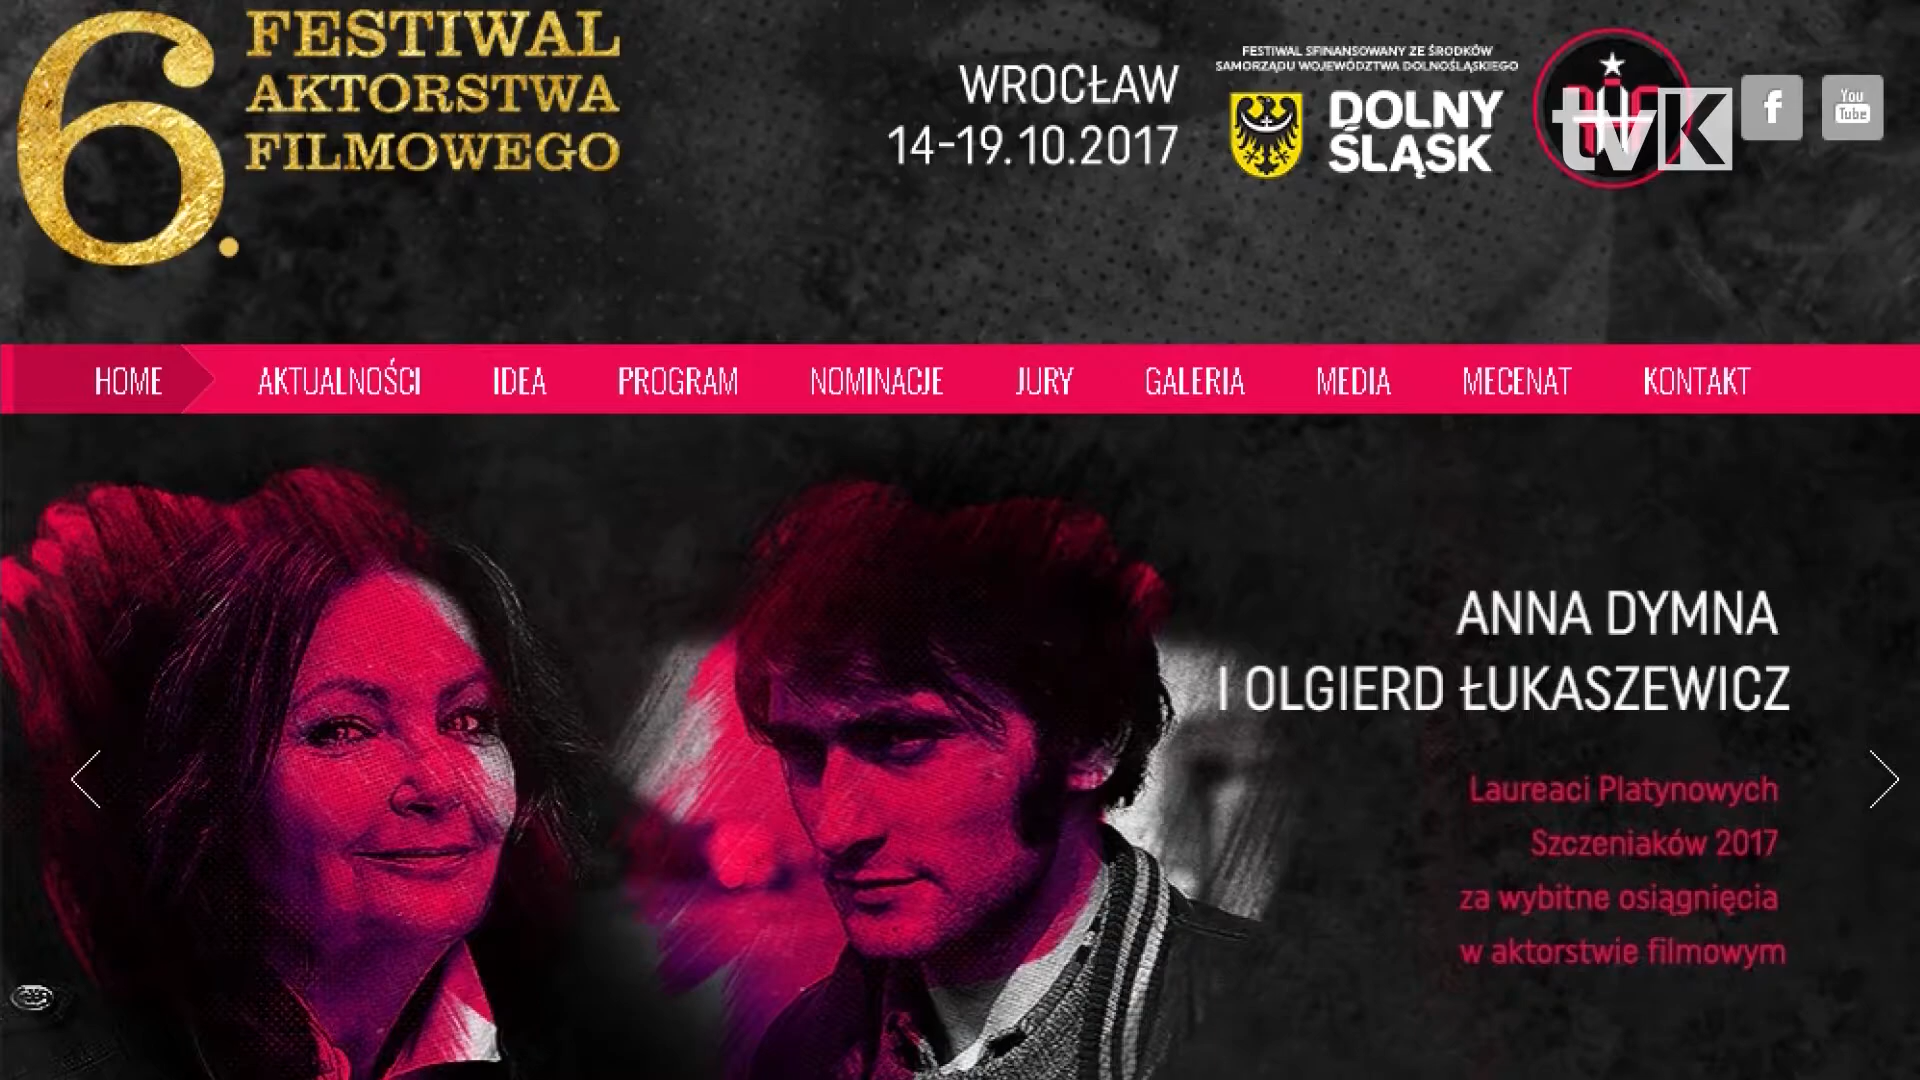 6.
FESTIWAL
AKTORSTWA
FILMOWEGO
WROCŁAW
14-19.10.2017
FESTIWAL SFINANSOWANY ZE ŚRODKÓW
SAMORZĄDU WOJEWÓDZTWA DOLNOŚLĄSKIEGO
DOLNY
ŚLĄSK
tvK
f
You
Tube
HOME AKTUALNOŚCI IDEA PROGRAM NOMINACJE JURY GALERIA MEDIA MECENAT KONTAKT
ANNA DYMNA
I OLGIERD ŁUKASZEWICZ
Laureaci Platynowych
Szczeniaków 2017
za wybitne osiągnięcia
w aktorstwie filmowym